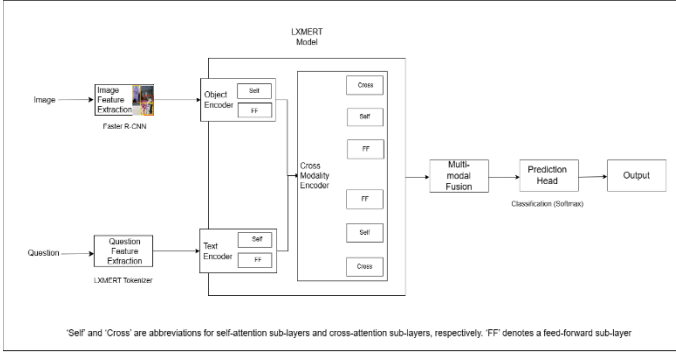 LXMERT
Model
Image
Image
Feature
Extraction
Faster R-CNN
Object
Encoder
Self
FF
Cross
Modality
Encoder
Cross
Self
FF
FF
Self
Cross
Question
Question
Feature
Extraction
LXMERT Tokenizer
Text
Encoder
Self
FF
Multi-
modal
Fusion
Prediction
Head
Classification (Softmax)
Output
'Self' and 'Cross' are abbreviations for self-attention sub-layers and cross-attention sub-layers, respectively. 'FF' denotes a feed-forward sub-layer